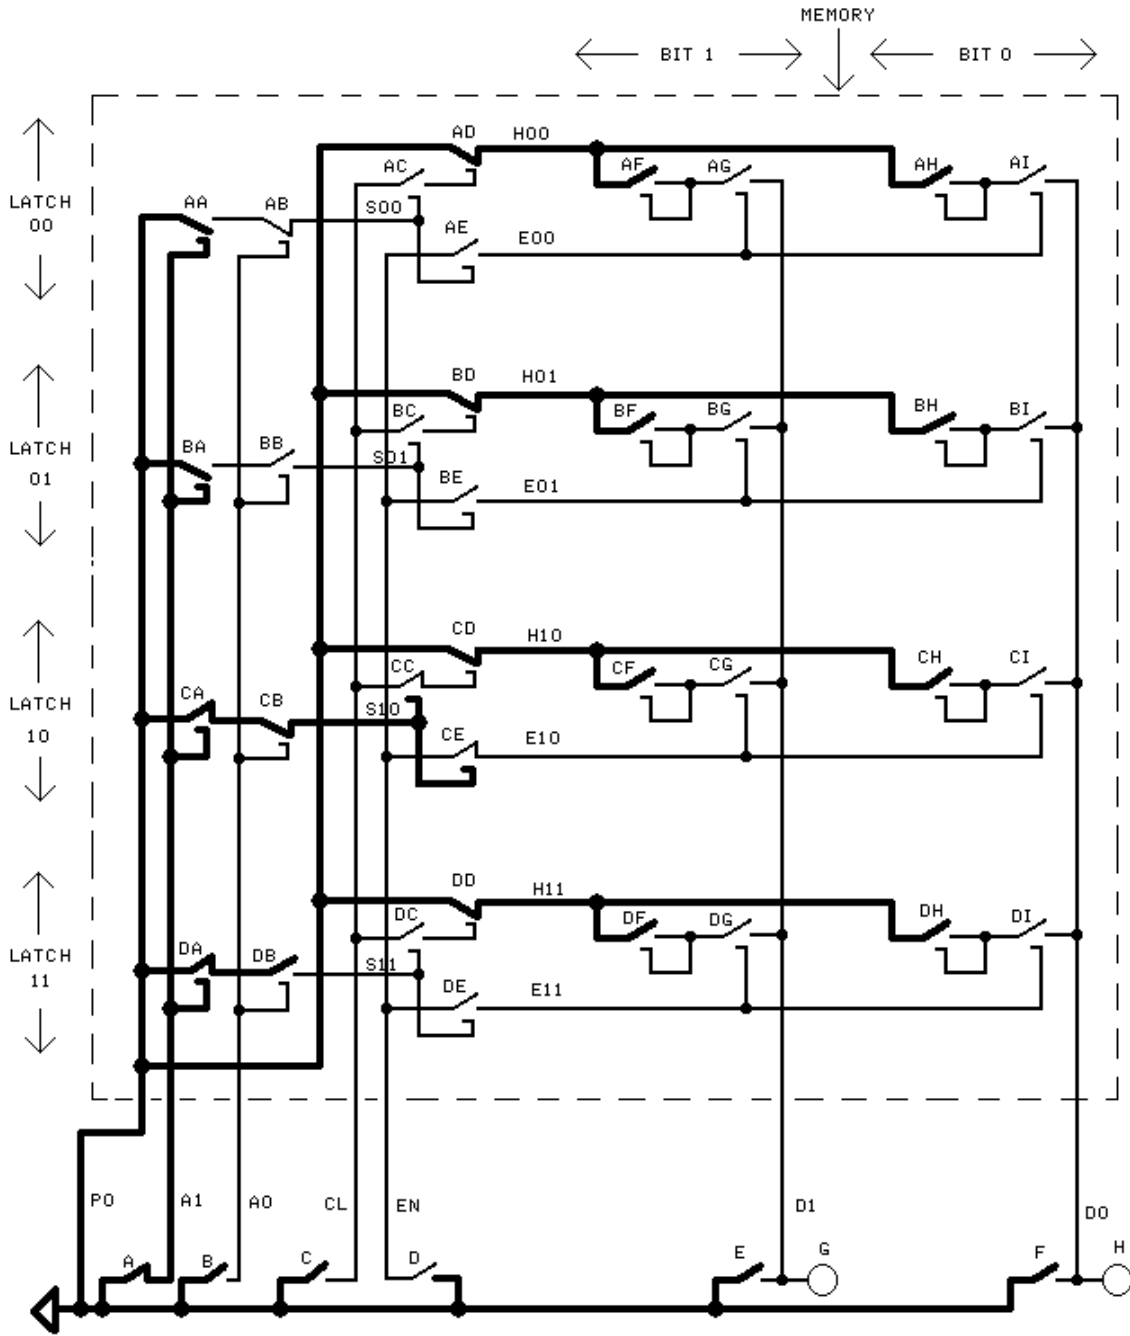 MEMORY
BIT 1
BIT 0
LATCH
00
AA
AB
AC
AD
H00
S00
AE
E00
AF
AG
AH
AI
LATCH
01
BA
BB
BC
BD
H01
S01
BE
E01
BF
BG
BH
BI
LATCH
10
CA
CB
CC
CD
H10
S10
CE
E10
CF
CG
CH
CI
LATCH
11
DA
DB
DC
DD
H11
S11
DE
E11
DF
DG
DH
DI
P0
A1
A0
CL
EN
D1
D0
A
B
C
D
E
G
F
H